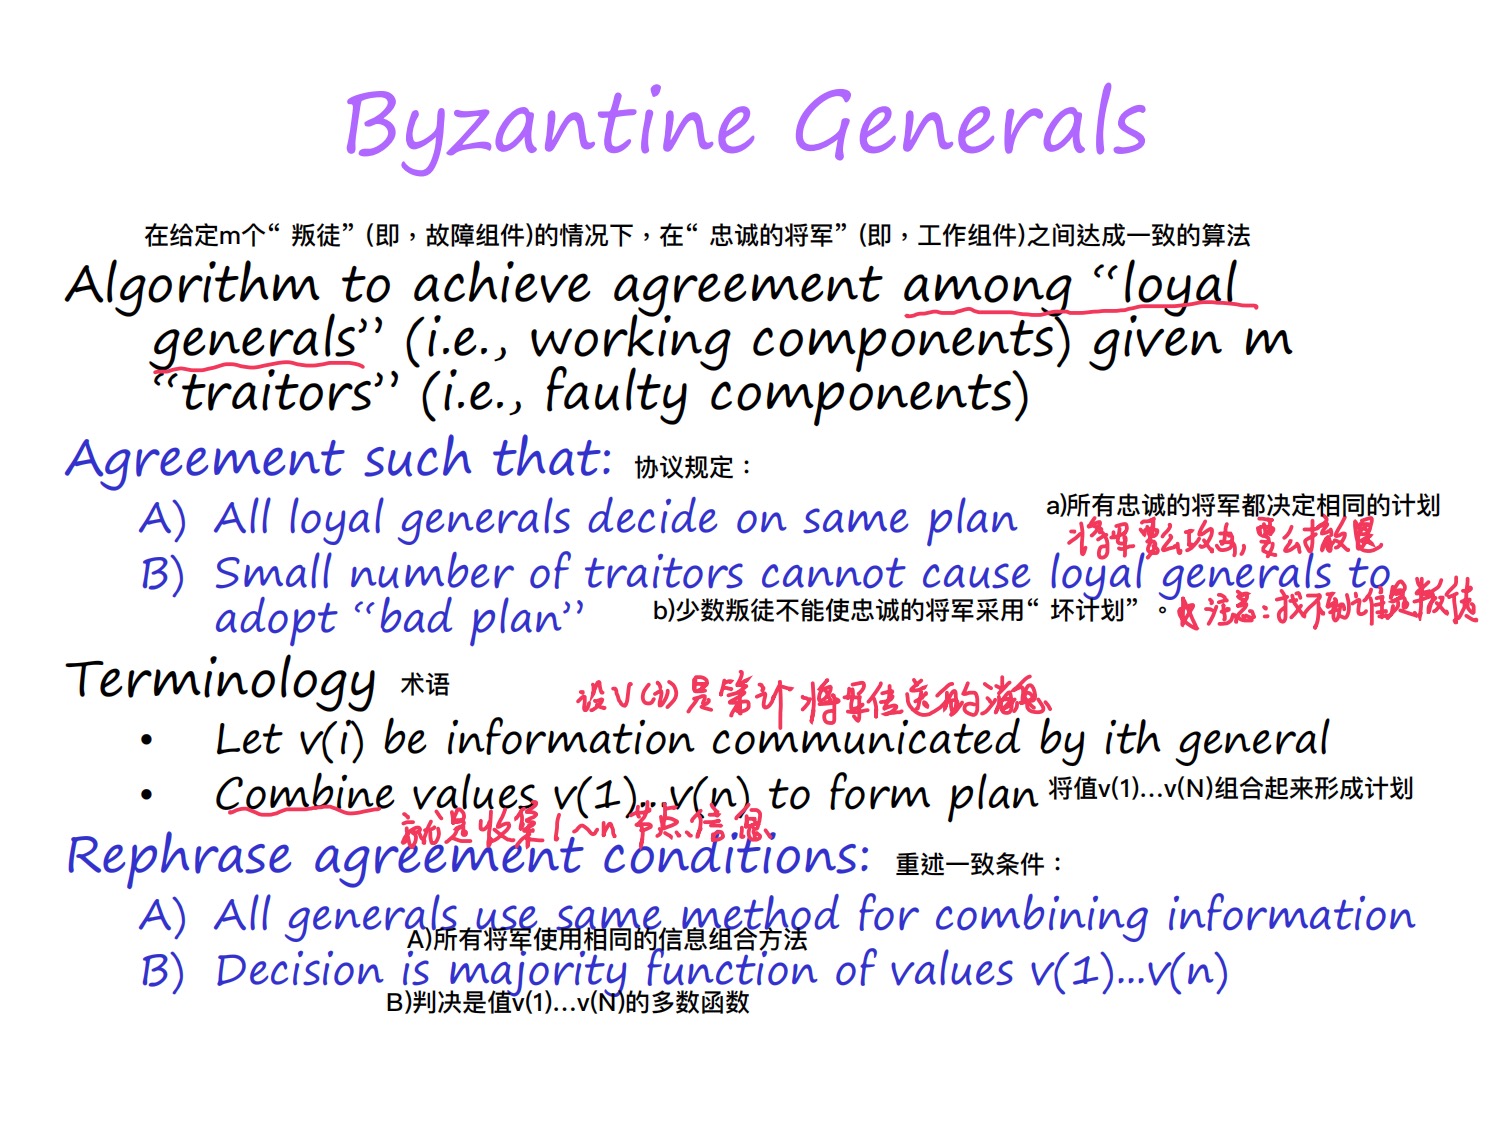 Byzantine Generals
在给定m个“ 叛徒”(即，故障组件)的情况下，在“ 忠诚的将军”(即，工作组件)之间达成一致的算法
Algorithm to achieve agreement among “loyal
generals” (i.e., working components) given m
“traitors” (i.e., faulty components)
Agreement such that: 协议规定：
A) All loyal generals decide on same plan a)所有忠诚的将军都决定相同的计划
将军要么攻击,要么撤退
B) Small number of traitors cannot cause loyal generals to
adopt “bad plan” b)少数叛徒不能使忠诚的将军采用“ 坏计划” 。 注意:找不到谁是叛徒
Terminology 术语
设V(i)是第i个将军传送的消息
• Let v(i) be information communicated by ith general
• Combine values v(1)...v(n) to form plan 将值v(1)...v(N)组合起来形成计划
就是收集1~n节点信息
Rephrase agreement conditions: 重述一致条件：
A) All generals use same method for combining information
A)所有将军使用相同的信息组合方法
B) Decision is majority function of values v(1)...v(n)
B)判决是值v(1)...v(N)的多数函数